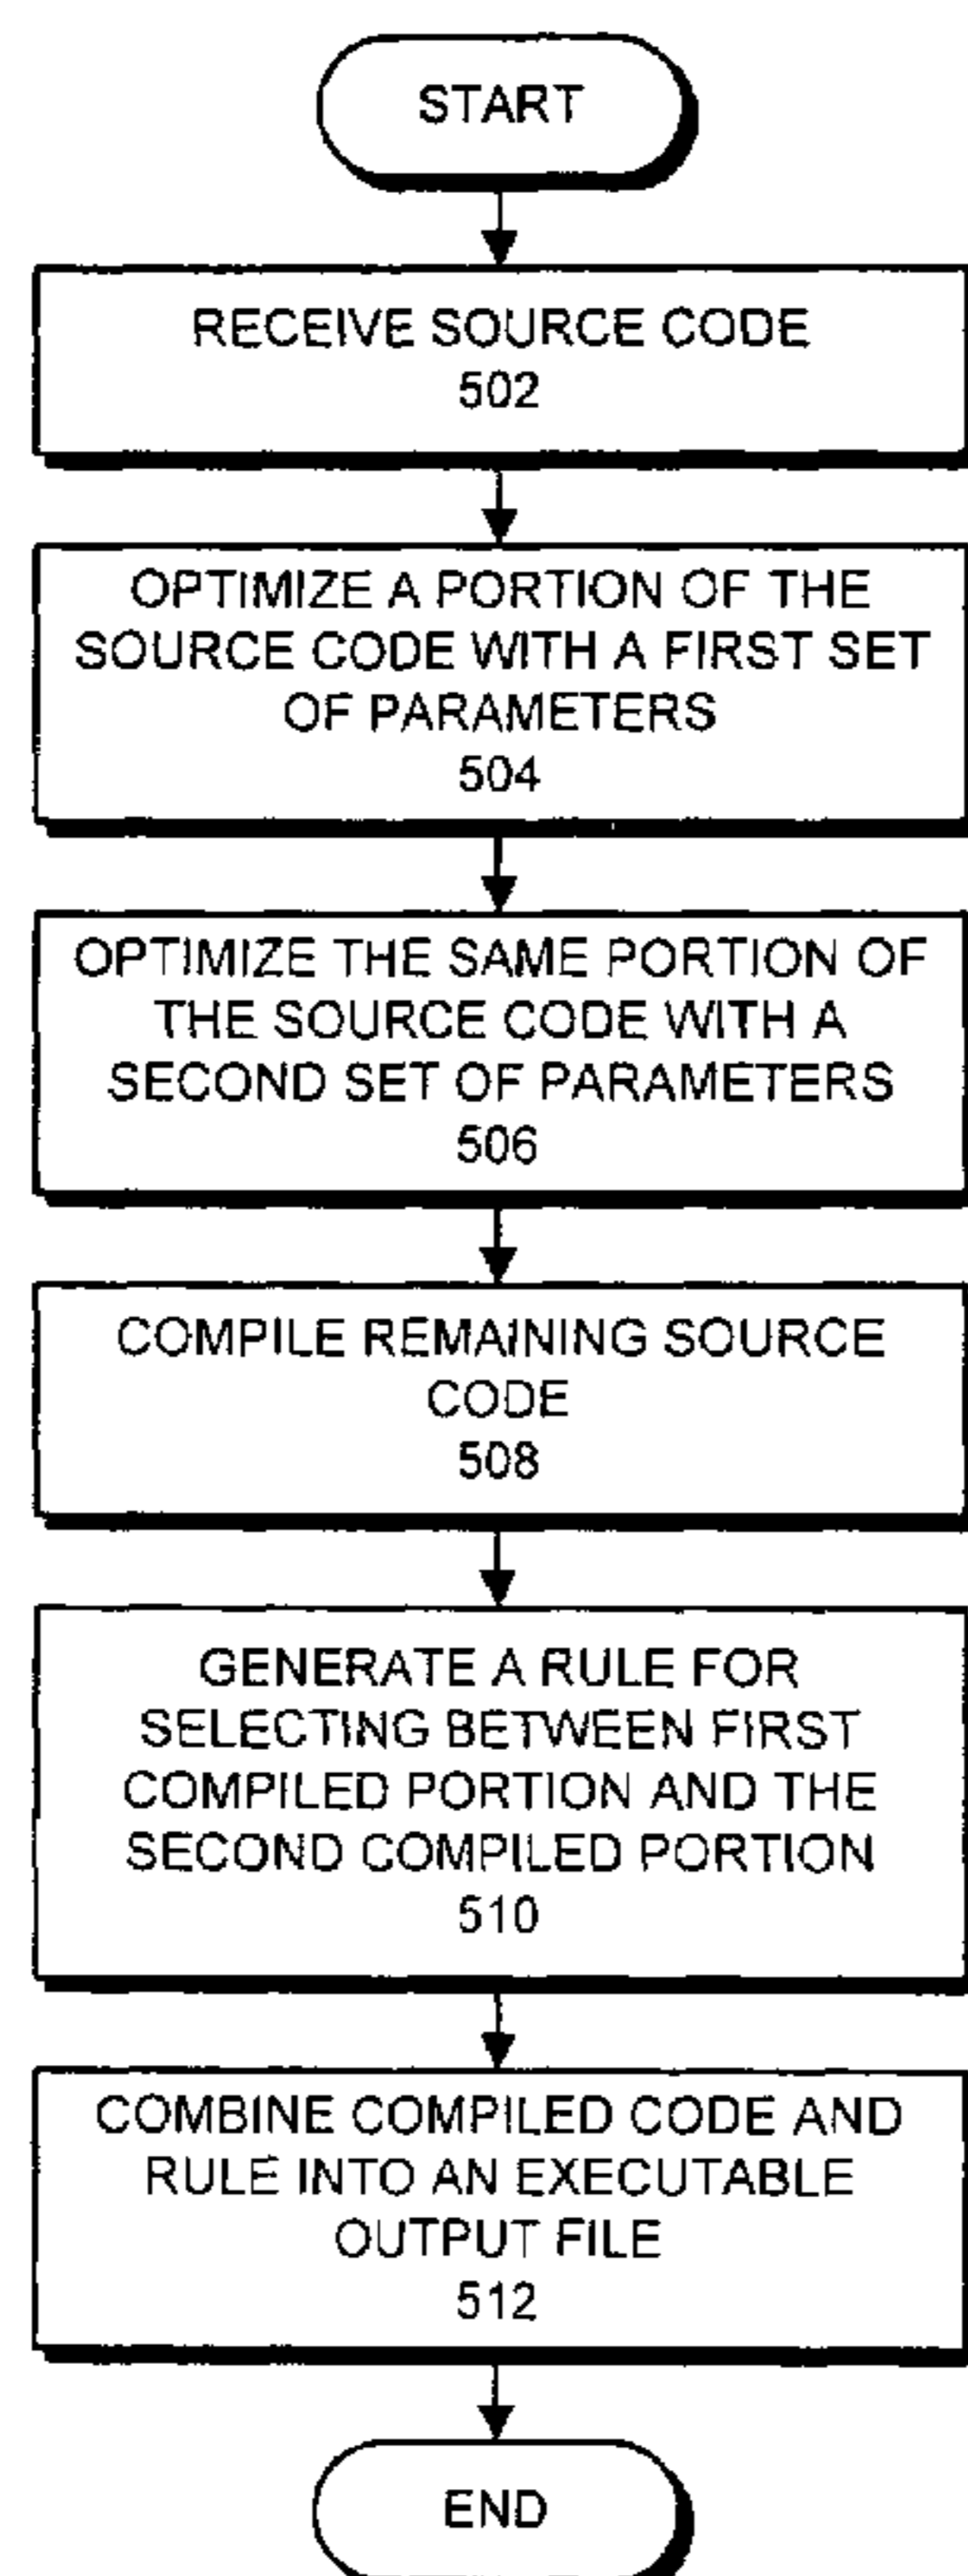 START
RECEIVE SOURCE CODE
502
OPTIMIZE A PORTION OF THE
SOURCE CODE WITH A FIRST SET
OF PARAMETERS
504
OPTIMIZE THE SAME PORTION OF
THE SOURCE CODE WITH A
SECOND SET OF PARAMETERS
506
COMPILE REMAINING SOURCE
CODE
508
GENERATE A RULE FOR
SELECTING BETWEEN FIRST
COMPILED PORTION AND THE
SECOND COMPILED PORTION
510
COMBINE COMPILED CODE AND
RULE INTO AN EXECUTABLE
OUTPUT FILE
512
END